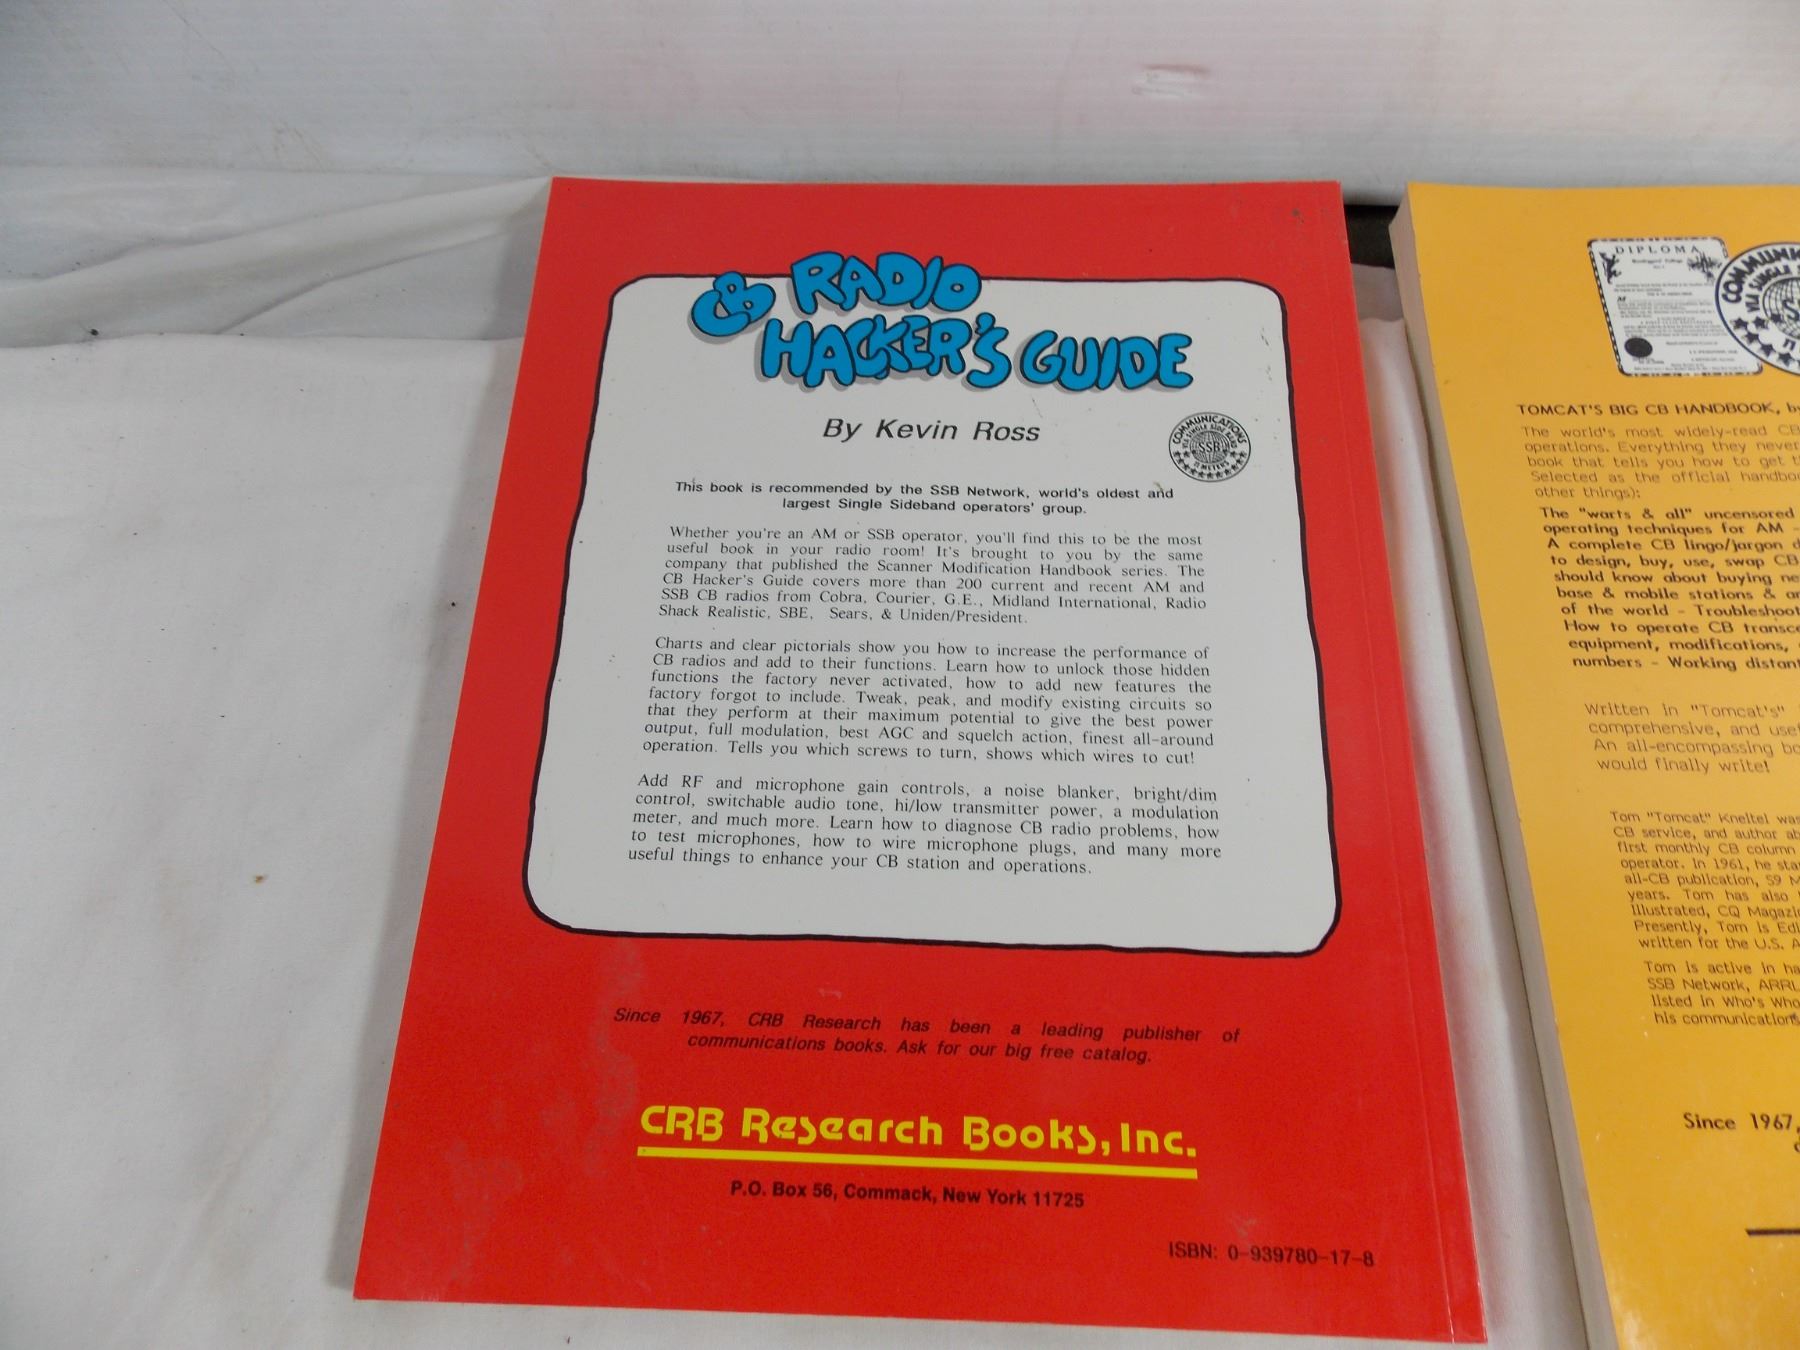 CB RADIO
HACKER'S GUIDE
By Kevin Ross
COMMUNICATIONS
VIA SINGLE SIDE BAND
SSB
11 METERS
This book is recommended by the SSB Network, world's oldest and
largest Single Sideband operators' group.
Whether you're an AM or SSB operator, you'll find this to be the most
useful book in your radio room! It's brought to you by the same
company that published the Scanner Modification Handbook series. The
CB Hacker's Guide covers more than 200 current and recent AM and
SSB CB radios from Cobra, Courier, G.E., Midland International, Radio
Shack Realistic, SBE, Sears, & Uniden/President.
Charts and clear pictorials show you how to increase the performance of
CB radios and add to their functions. Learn how to unlock those hidden
functions the factory never activated, how to add new features the
factory forgot to include. Tweak, peak, and modify existing circuits so
that they perform at their maximum potential to give the best power
output, full modulation, best AGC and squelch action, finest all-around
operation. Tells you which screws to turn, shows which wires to cut!
Add RF and microphone gain controls, a noise blanker, bright/dim
control, switchable audio tone, hi/low transmitter power, a modulation
meter, and much more. Learn how to diagnose CB radio problems, how
to test microphones, how to wire microphone plugs, and many more
useful things to enhance your CB station and operations.
Since 1967, CRB Research has been a leading publisher of
communications books. Ask for our big free catalog.
CRB Research Books, Inc.
P.O. Box 56, Commack, New York 11725
ISBN: 0-939780-17-8
DIPLOMA
VIA SINGLE
TOMCAT'S BIG CB HANDBOOK,
The world's most widely-read CB
operations. Everything they never
book that tells you how to get
Selected as the official
other things):
The "warts & all" uncensored
operating techniques for AM -
A complete CB lingo/jargon
to design, buy, use, swap CB
should know about buying
base & mobile stations &
of the world -
How to operate CB
equipment, modifications,
numbers - Working
Written in "Tomcat's"
comprehensive, and
An all-encompassing
would finally write!
Tom "Tomcat" Kneitel was
CB service, and author
first monthly CB column
operator. In 1961, he
all-CB publication, S9
years. Tom has also
Illustrated, CQ
Presently, Tom is
written for the U.S.
Tom is active in
SSB Network, ARRL
listed in Who's Who
his
Since 1967,